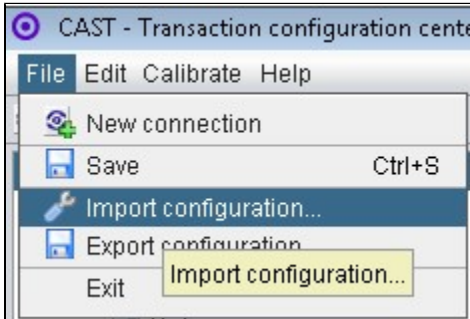 CAST - Transaction configuration cente
File Edit Calibrate Help
New connection
Save Ctrl+S
Import configuration...
Export configuration
Import configuration...
Exit